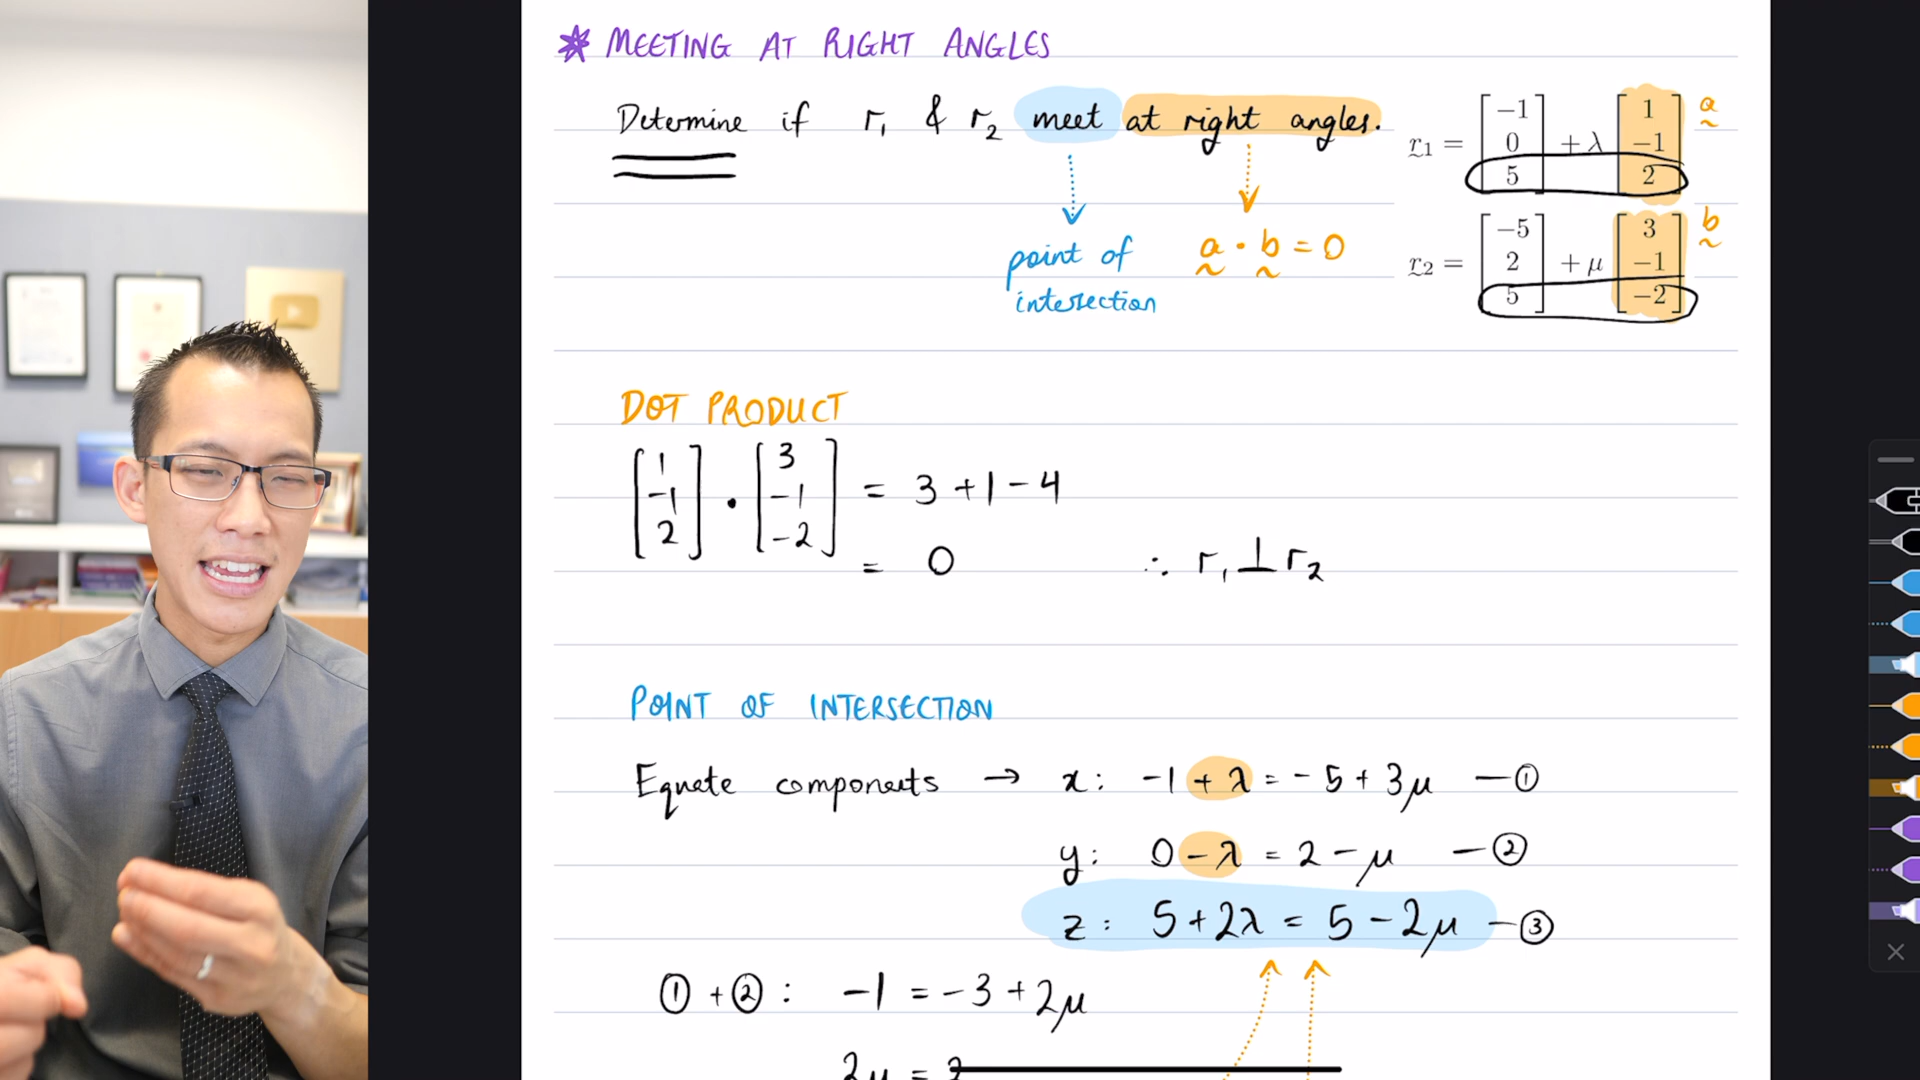 * MEETING AT RIGHT ANGLES
Determine if r₁ & r₂ meet at right angles.
r₁ = [−1 0 5] + λ [1 −1 2] a
r₂ = [−5 2 5] + μ [3 −1 −2] b
point of intersection
a · b = 0
DOT PRODUCT
[1 −1 2] · [3 −1 −2] = 3 + 1 − 4
= 0 ∴ r₁ ⊥ r₂
POINT OF INTERSECTION
Equate components → x: −1 + λ = −5 + 3μ —①
y: 0 − λ = 2 − μ —②
z: 5 + 2λ = 5 − 2μ —③
① + ②: −1 = −3 + 2μ
2μ = 2